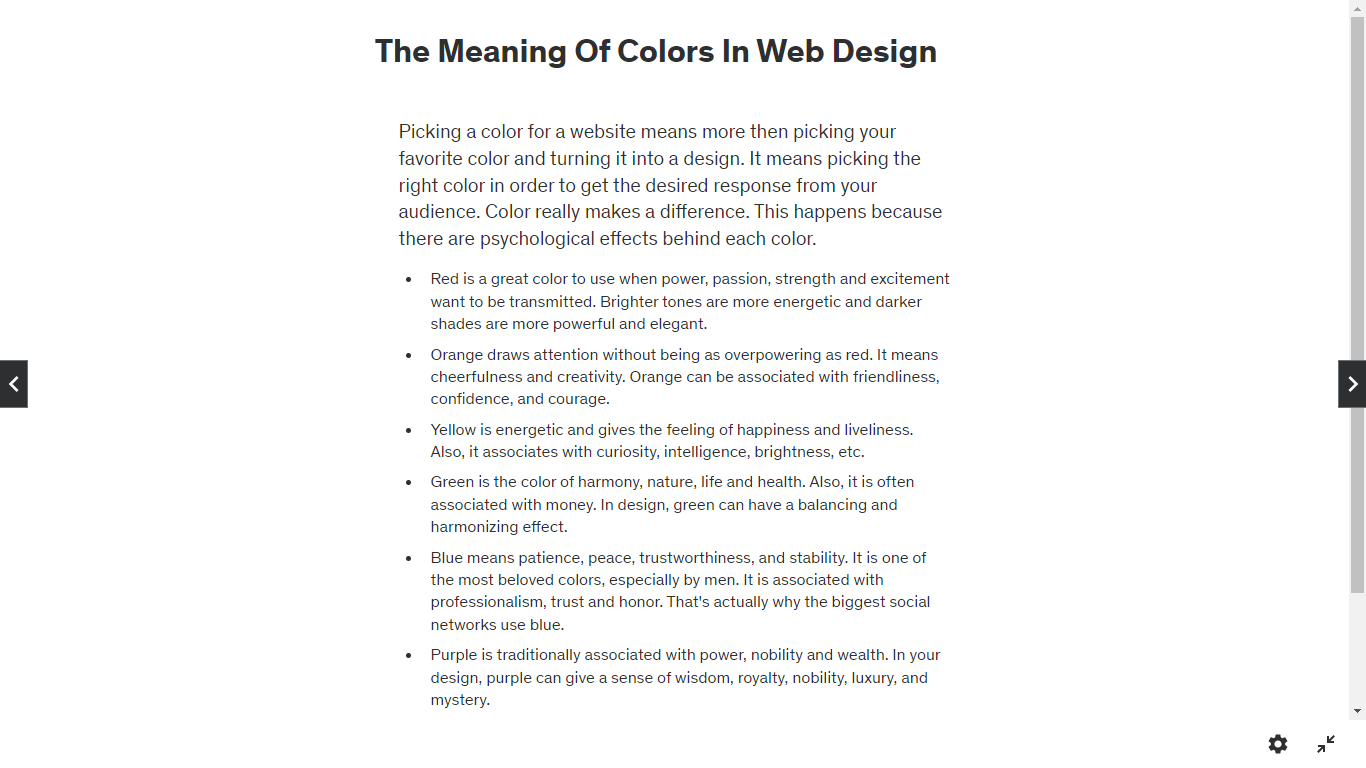 The Meaning Of Colors In Web Design
Picking a color for a website means more then picking your
favorite color and turning it into a design. It means picking the
right color in order to get the desired response from your
audience. Color really makes a difference. This happens because
there are psychological effects behind each color.
Red is a great color to use when power, passion, strength and excitement
want to be transmitted. Brighter tones are more energetic and darker
shades are more powerful and elegant.
Orange draws attention without being as overpowering as red. It means
cheerfulness and creativity. Orange can be associated with friendliness,
confidence, and courage.
Yellow is energetic and gives the feeling of happiness and liveliness.
Also, it associates with curiosity, intelligence, brightness, etc.
Green is the color of harmony, nature, life and health. Also, it is often
associated with money. In design, green can have a balancing and
harmonizing effect.
Blue means patience, peace, trustworthiness, and stability. It is one of
the most beloved colors, especially by men. It is associated with
professionalism, trust and honor. That's actually why the biggest social
networks use blue.
Purple is traditionally associated with power, nobility and wealth. In your
design, purple can give a sense of wisdom, royalty, nobility, luxury, and
mystery.